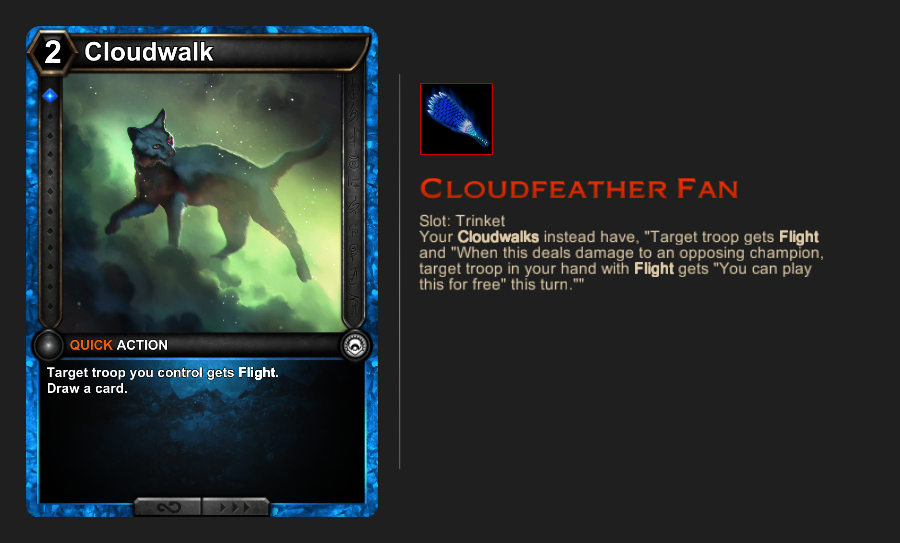 2 Cloudwalk
QUICK ACTION
Target troop you control gets Flight.
Draw a card.
CLOUDFEATHER FAN
Slot: Trinket
Your Cloudwalks instead have, "Target troop gets Flight
and "When this deals damage to an opposing champion,
target troop in your hand with Flight gets "You can play
this for free" this turn.""